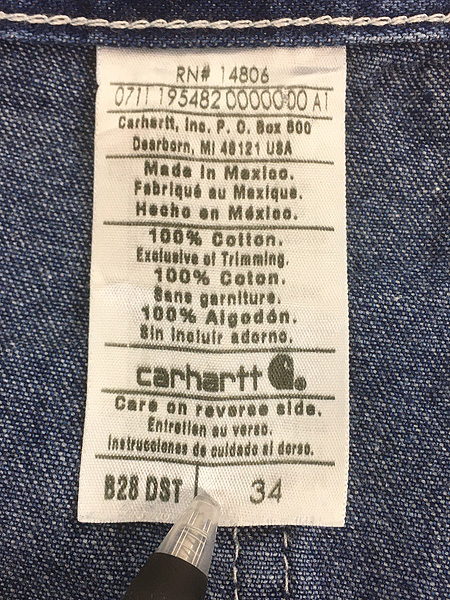 RN# 14806
0711 195482 00000 00 A1
Carhartt, Inc. P. O. Box 600
Dearborn, MI 48121 USA
Made in Mexico.
Fabriqué au Mexique.
Hecho en México.
100% Cotton.
Exclusive of Trimming.
100% Coton.
Sans garniture.
100% Algodón.
Sin incluir adorno.
carhartt
Care on reverse side.
Entretien au verso.
Instrucciones de cuidado al dorso.
B28 DST 34